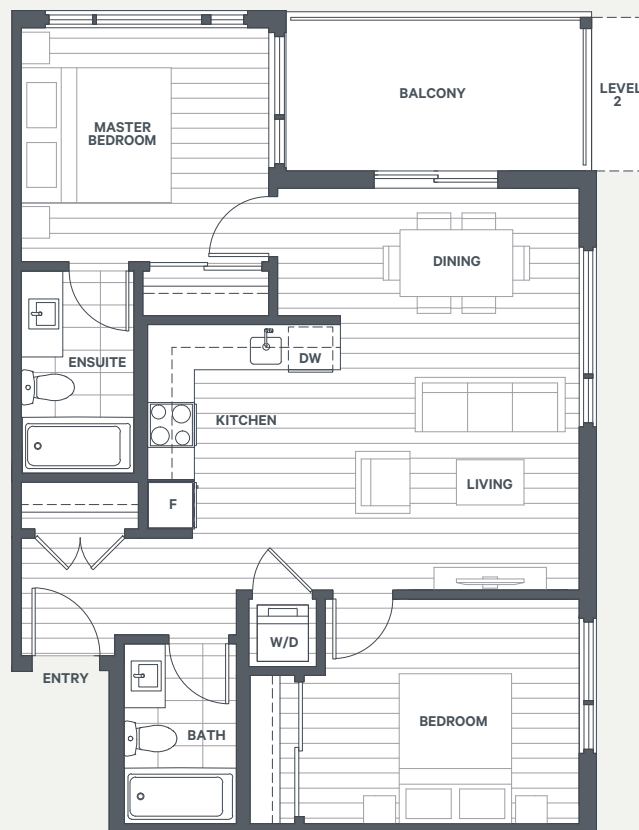 BALCONY
LEVEL
2
MASTER
BEDROOM
DINING
ENSUITE
DW
KITCHEN
LIVING
F
W/D
ENTRY
BATH
BEDROOM